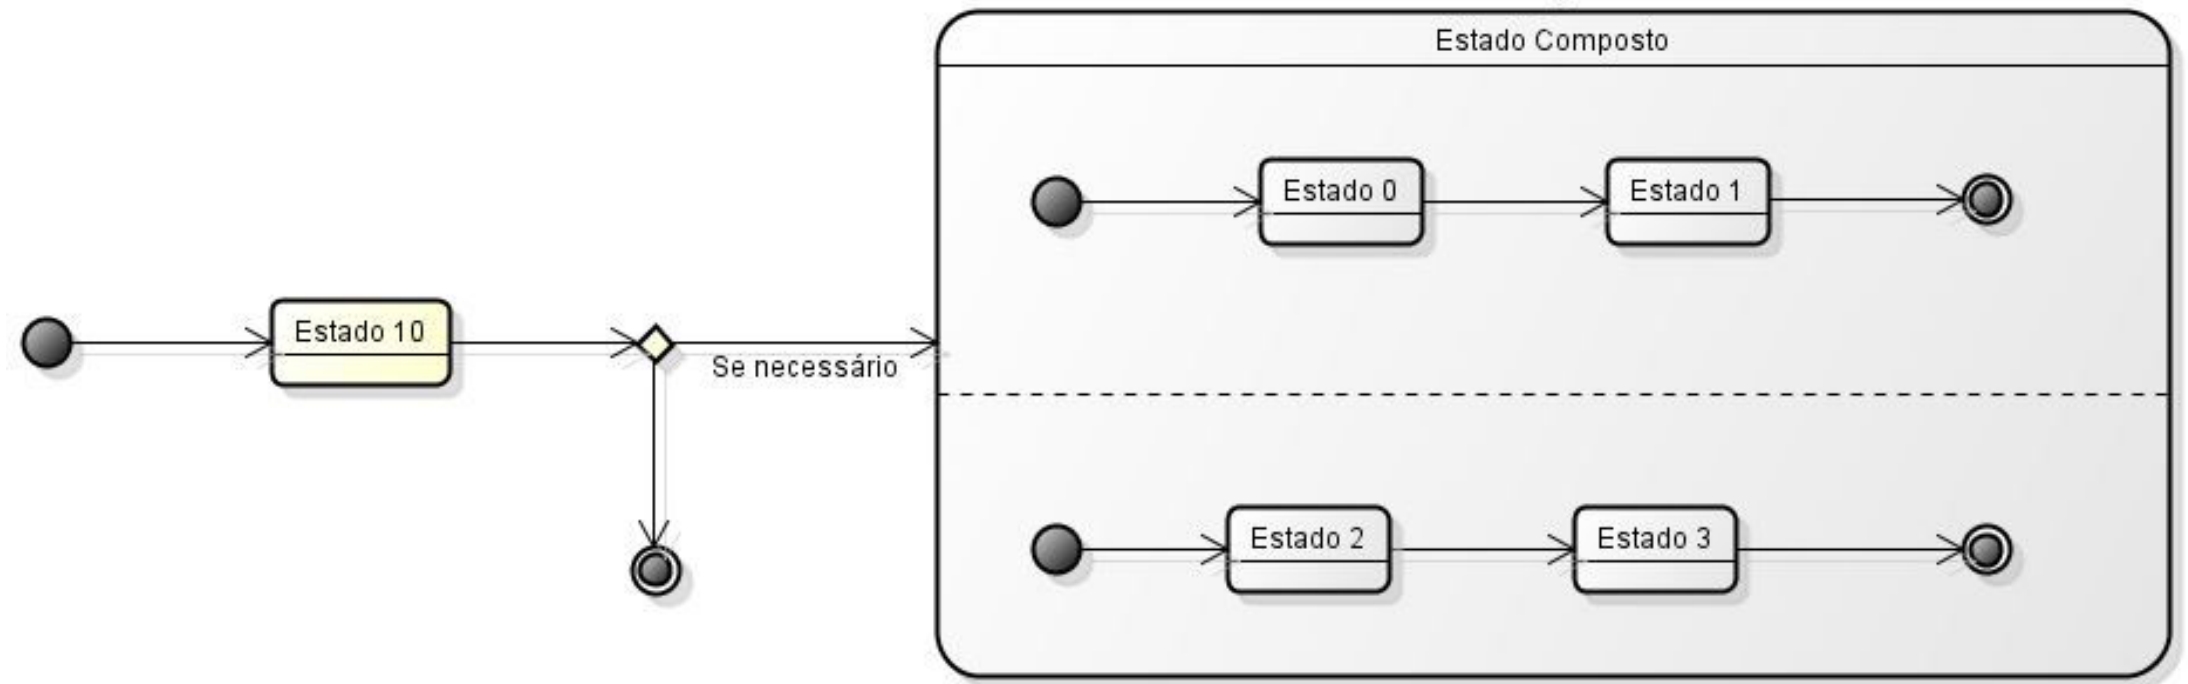 Estado Composto
Estado 0
Estado 1
Estado 10
Se necessário
Estado 2
Estado 3